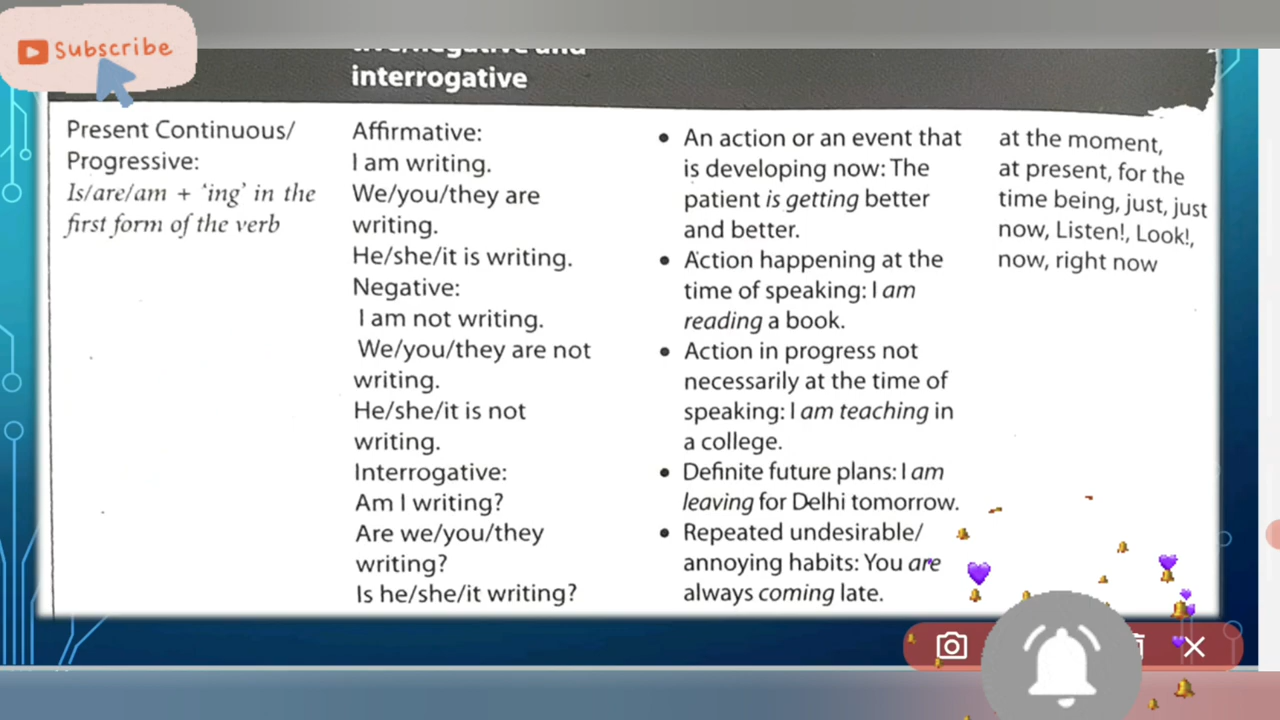 Subscribe
interrogative
Present Continuous/
Progressive:
Is/are/am + ‘ing’ in the
first form of the verb
Affirmative:
I am writing.
We/you/they are
writing.
He/she/it is writing.
Negative:
I am not writing.
We/you/they are not
writing.
He/she/it is not
writing.
Interrogative:
Am I writing?
Are we/you/they
writing?
Is he/she/it writing?
• An action or an event that
is developing now: The
patient is getting better
and better.
• Action happening at the
time of speaking: I am
reading a book.
• Action in progress not
necessarily at the time of
speaking: I am teaching in
a college.
• Definite future plans: I am
leaving for Delhi tomorrow.
• Repeated undesirable/
annoying habits: You are
always coming late.
at the moment,
at present, for the
time being, just, just
now, Listen!, Look!,
now, right now